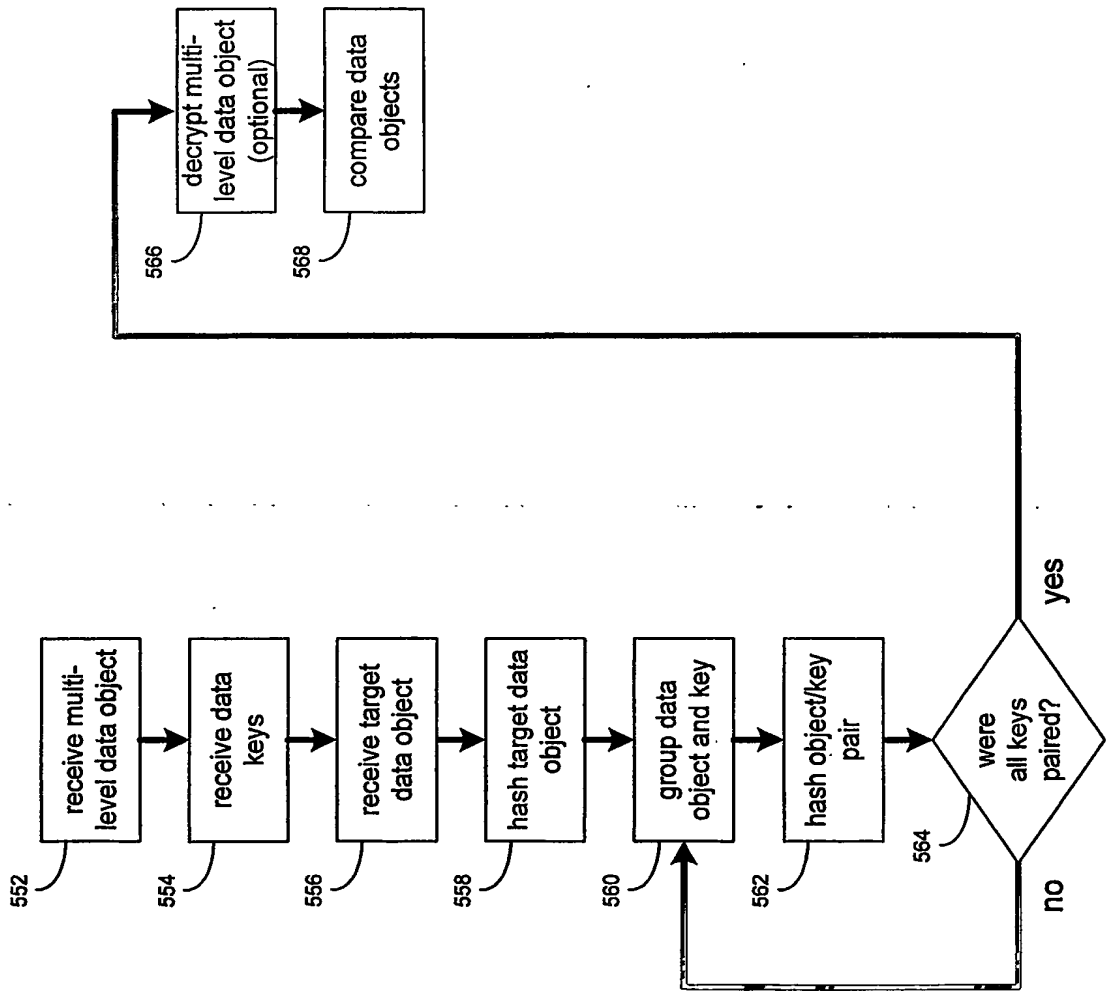 552
receive multi-
level data object
554
receive data
keys
556
receive target
data object
558
hash target data
object
560
group data
object and key
562
hash object/key
pair
564
were
all keys
paired?
no
yes
566
decrypt multi-
level data object
(optional)
568
compare data
objects